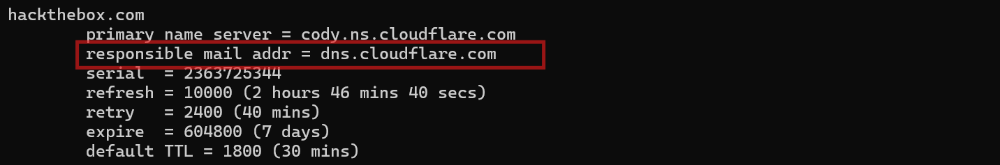 hackthebox.com
primary name server = cody.ns.cloudflare.com
responsible mail addr = dns.cloudflare.com
serial  = 2363725344
refresh = 10000 (2 hours 46 mins 40 secs)
retry   = 2400 (40 mins)
expire  = 604800 (7 days)
default TTL = 1800 (30 mins)